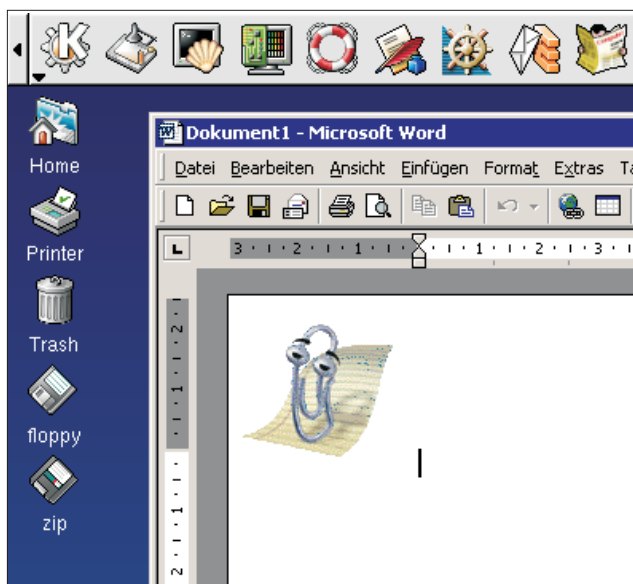 Dokument1 - Microsoft Word
Datei Bearbeiten Ansicht Einfügen Format Extras Ta
Home
Printer
Trash
floppy
zip
L
3 2 1 1 2 3
2
1
1
2